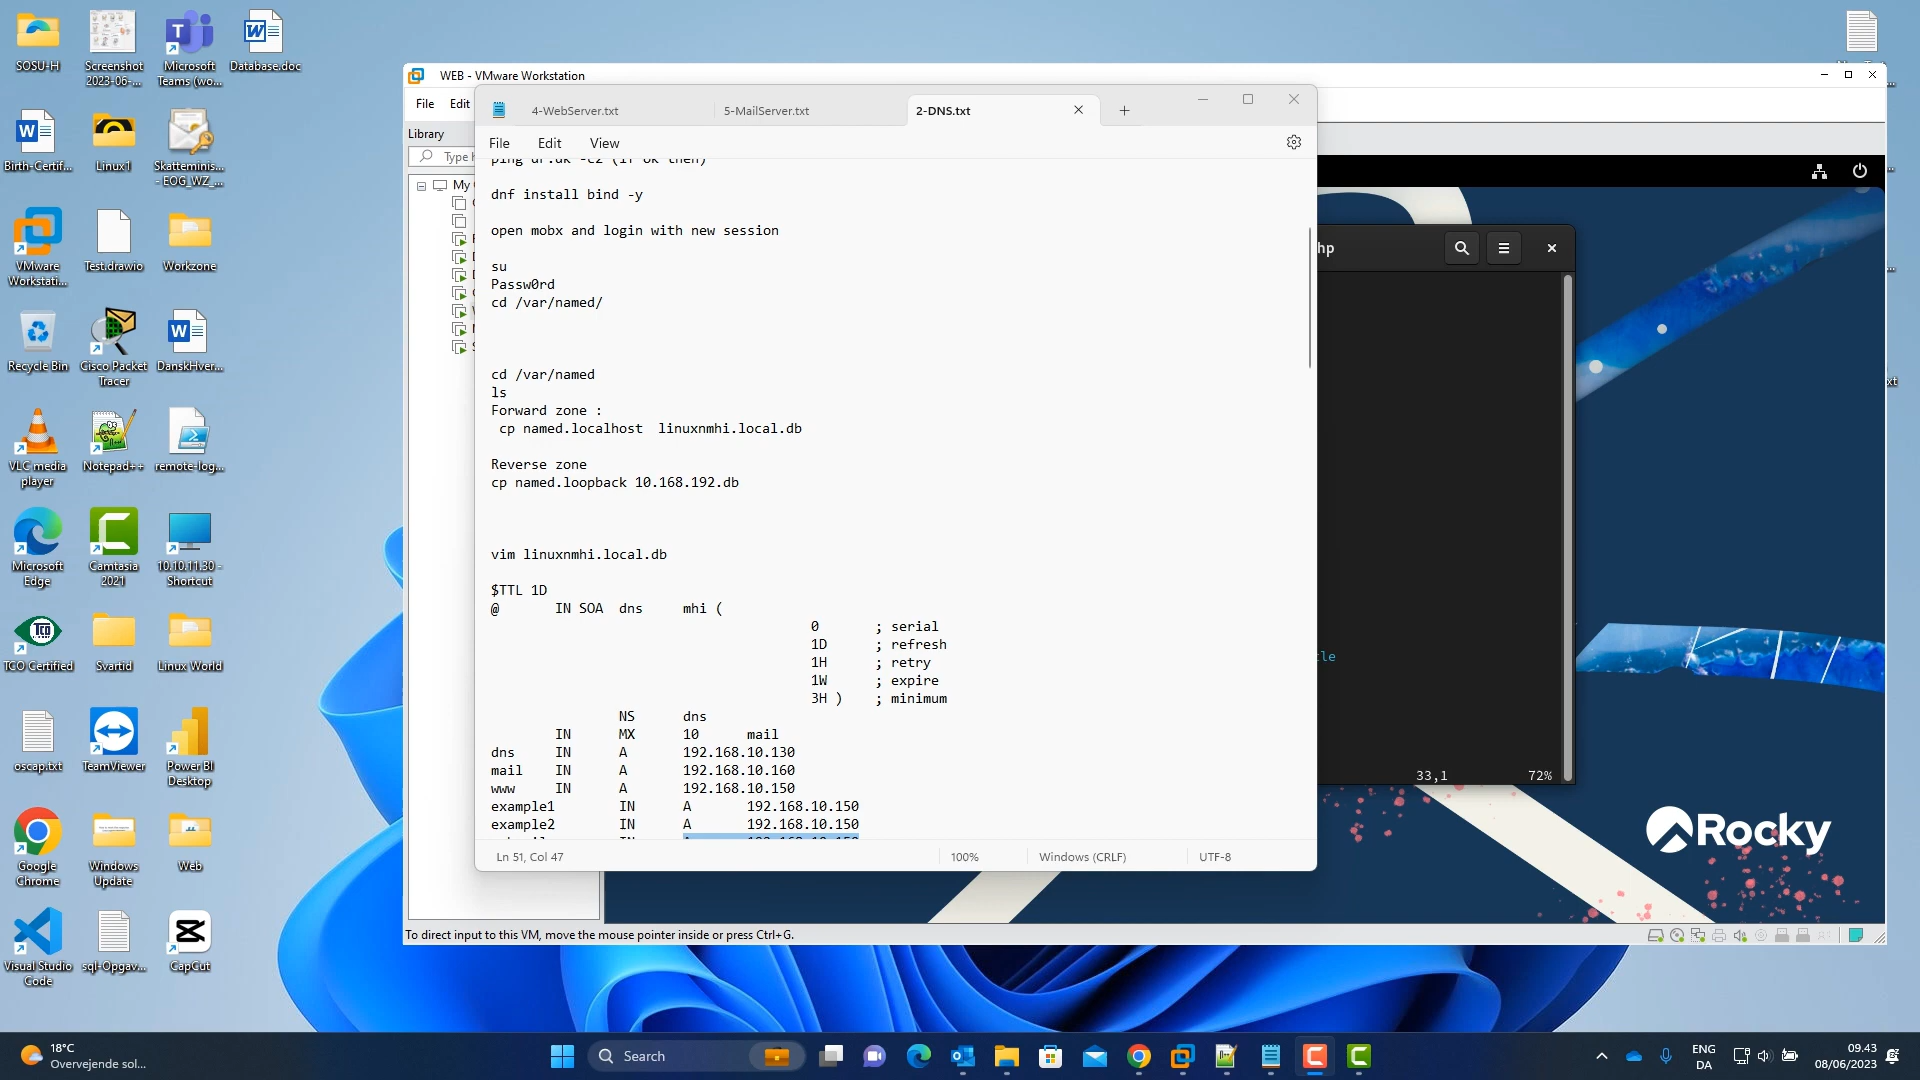 SOSU-H
Screenshot
2023-06-...
Microsoft
Teams (wo...
Database.doc
Birth-Certif...
Linux1
Skatteminis...
- EOG_WZ_...
VMware
Workstati...
Test.drawio
Workzone
Recycle Bin
Cisco Packet
Tracer
DanskHver...
VLC media
player
Notepad++
remote-log...
Microsoft
Edge
Camtasia
2021
10.10.11.30 -
Shortcut
TCO Certified
Svartid
Linux World
oscap.txt
TeamViewer
Power BI
Desktop
Google
Chrome
Windows
Update
Web
Visual Studio
Code
sql-Opgav...
CapCut
WEB - VMware Workstation
File Edit
Library
Type h
My
4-WebServer.txt
5-MailServer.txt
2-DNS.txt
File Edit View
ping dr.dk -c2 (if ok then)
dnf install bind -y
open mobx and login with new session
su
Passw0rd
cd /var/named/
cd /var/named
ls
Forward zone :
cp named.localhost linuxnmhi.local.db
Reverse zone
cp named.loopback 10.168.192.db
vim linuxnmhi.local.db
$TTL 1D
@ IN SOA dns mhi (
0 ; serial
1D ; refresh
1H ; retry
1W ; expire
3H ) ; minimum
NS dns
IN MX 10 mail
dns IN A 192.168.10.130
mail IN A 192.168.10.160
www IN A 192.168.10.150
example1 IN A 192.168.10.150
example2 IN A 192.168.10.150
Ln 51, Col 47
100%
Windows (CRLF)
UTF-8
hp
tle
33,1 72%
Rocky
To direct input to this VM, move the mouse pointer inside or press Ctrl+G.
18°C
Overvejende sol...
Search
ENG
DA
09.43
08/06/2023